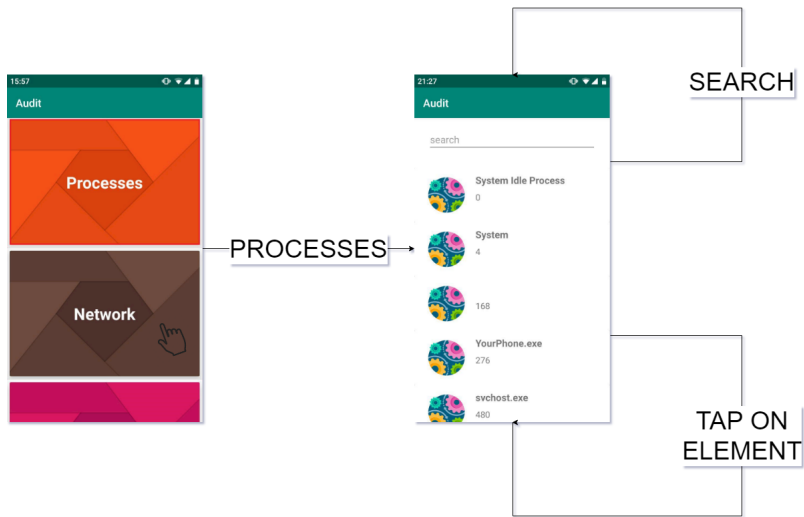 15:57
Audit
Processes
Network
PROCESSES
21:27
Audit
search
System Idle Process
0
System
4
168
YourPhone.exe
276
svchost.exe
480
SEARCH
TAP ON
ELEMENT